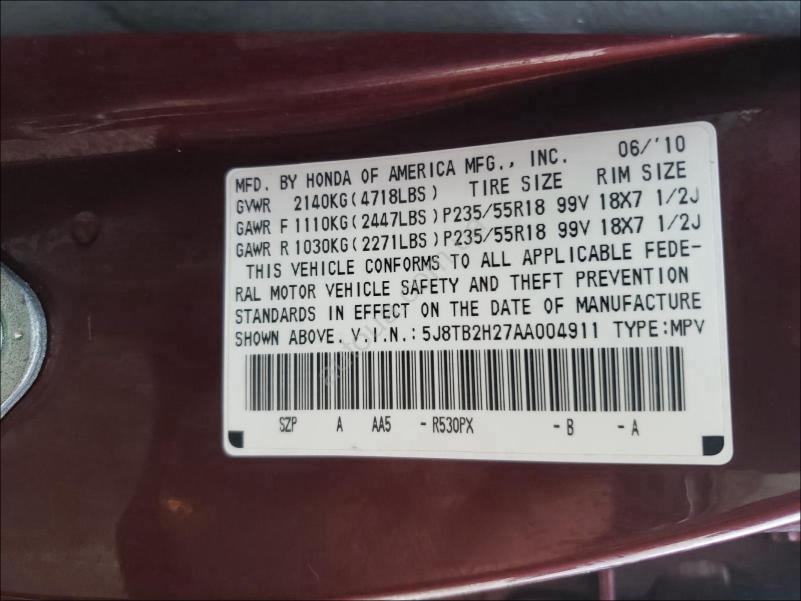 MFD. BY HONDA OF AMERICA MFG., INC. 06/'10
GVWR 2140KG(4718LBS) TIRE SIZE RIM SIZE
GAWR F 1110KG(2447LBS)P235/55R18 99V 18X7 1/2J
GAWR R 1030KG(2271LBS)P235/55R18 99V 18X7 1/2J
THIS VEHICLE CONFORMS TO ALL APPLICABLE FEDE-
RAL MOTOR VEHICLE SAFETY AND THEFT PREVENTION
STANDARDS IN EFFECT ON THE DATE OF MANUFACTURE
SHOWN ABOVE. V.I.N.:5J8TB2H27AA004911 TYPE:MPV
SZP A AA5 -R530PX -B -A